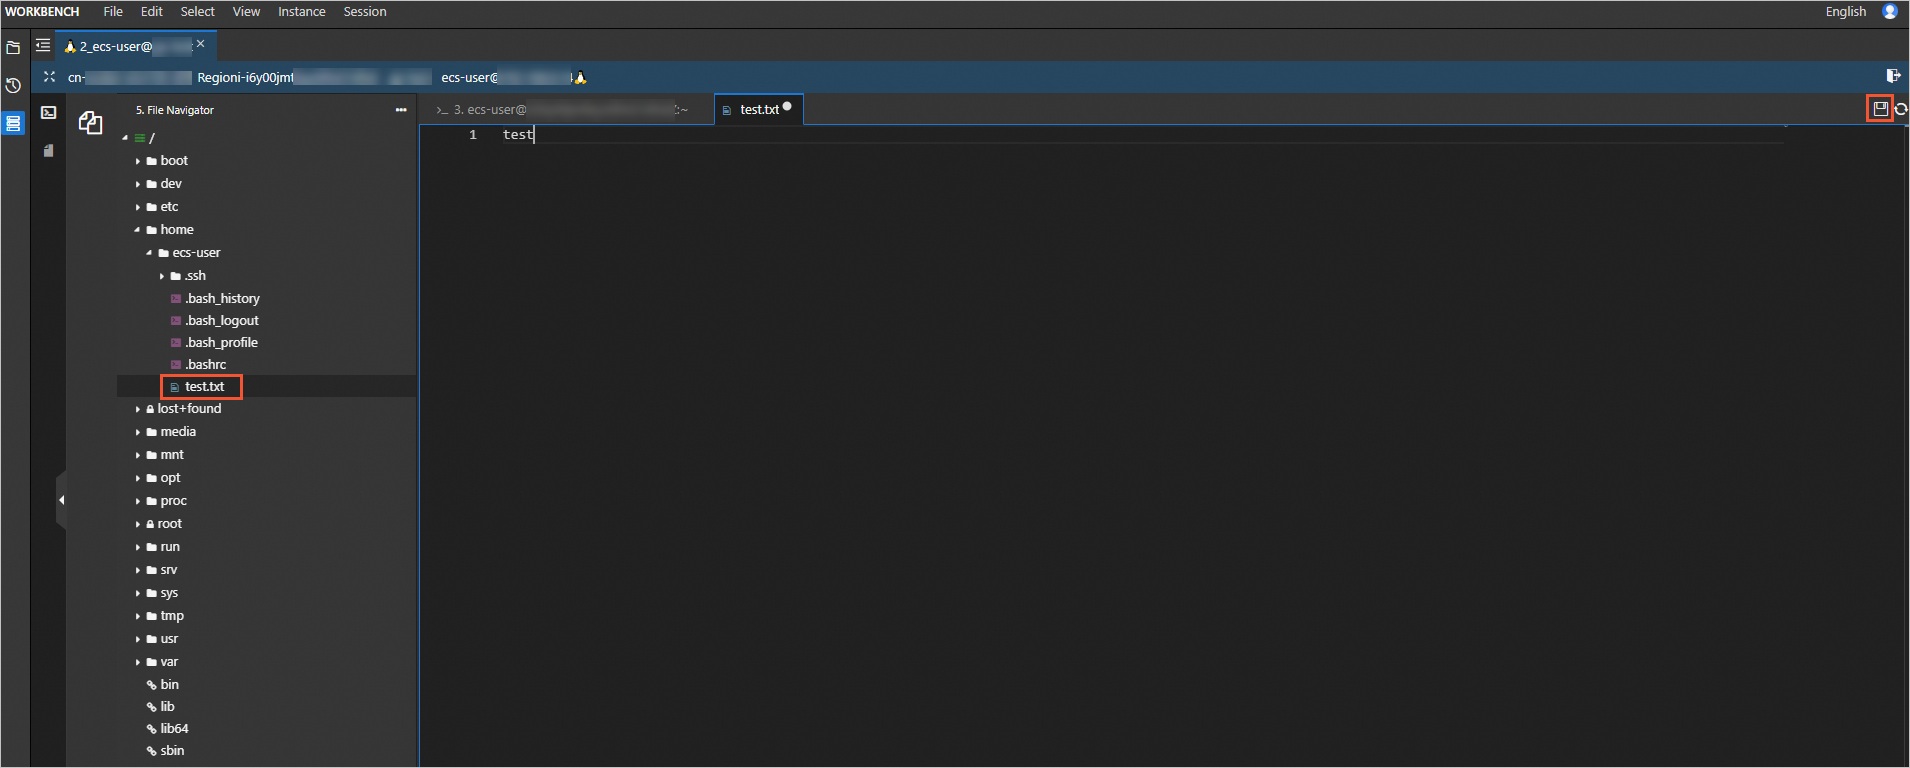 WORKBENCH File Edit Select View Instance Session English
2_ecs-user@
cn- Regioni-i6y00jmt ecs-user@ 4
5. File Navigator
>_ 3. ecs-user@ :~
test.txt
1 test
/
boot
dev
etc
home
ecs-user
.ssh
.bash_history
.bash_logout
.bash_profile
.bashrc
test.txt
lost+found
media
mnt
opt
proc
root
run
srv
sys
tmp
usr
var
bin
lib
lib64
sbin